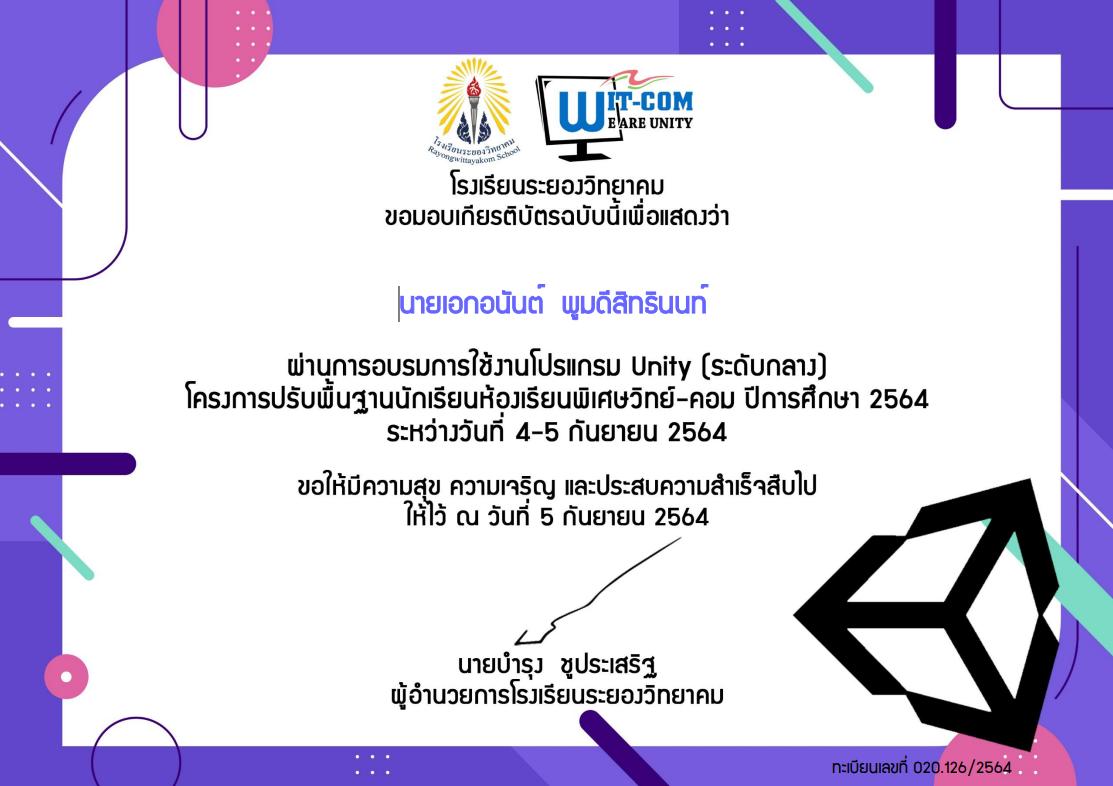 โรงเรียนระยองวิทยาคม
Rayongwittayakom School
WIT-COM
WE ARE UNITY
โรงเรียนระยองวิทยาคม
ขอมอบเกียรติบัตรฉบับนี้เพื่อแสดงว่า
นายเอกอนันต์ พูมดีสิทธินนท์
ผ่านการอบรมการใช้งานโปรแกรม Unity (ระดับกลาง)
โครงการปรับพื้นฐานนักเรียนห้องเรียนพิเศษวิทย์-คอม ปีการศึกษา 2564
ระหว่างวันที่ 4-5 กันยายน 2564
ขอให้มีความสุข ความเจริญ และประสบความสำเร็จสืบไป
ให้ไว้ ณ วันที่ 5 กันยายน 2564
นายบำรุง ชูประเสริฐ
ผู้อำนวยการโรงเรียนระยองวิทยาคม
ทะเบียนเลขที่ 020.126/2564